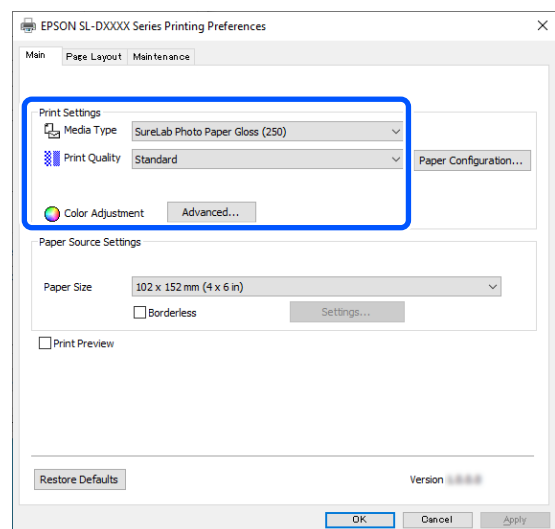 EPSON SL-DXXXX Series Printing Preferences
Main Page Layout Maintenance
Print Settings
Media Type SureLab Photo Paper Gloss (250)
Print Quality Standard Paper Configuration...
Color Adjustment Advanced...
Paper Source Settings
Paper Size 102 x 152 mm (4 x 6 in)
Borderless Settings...
Print Preview
Restore Defaults Version
OK Cancel Apply